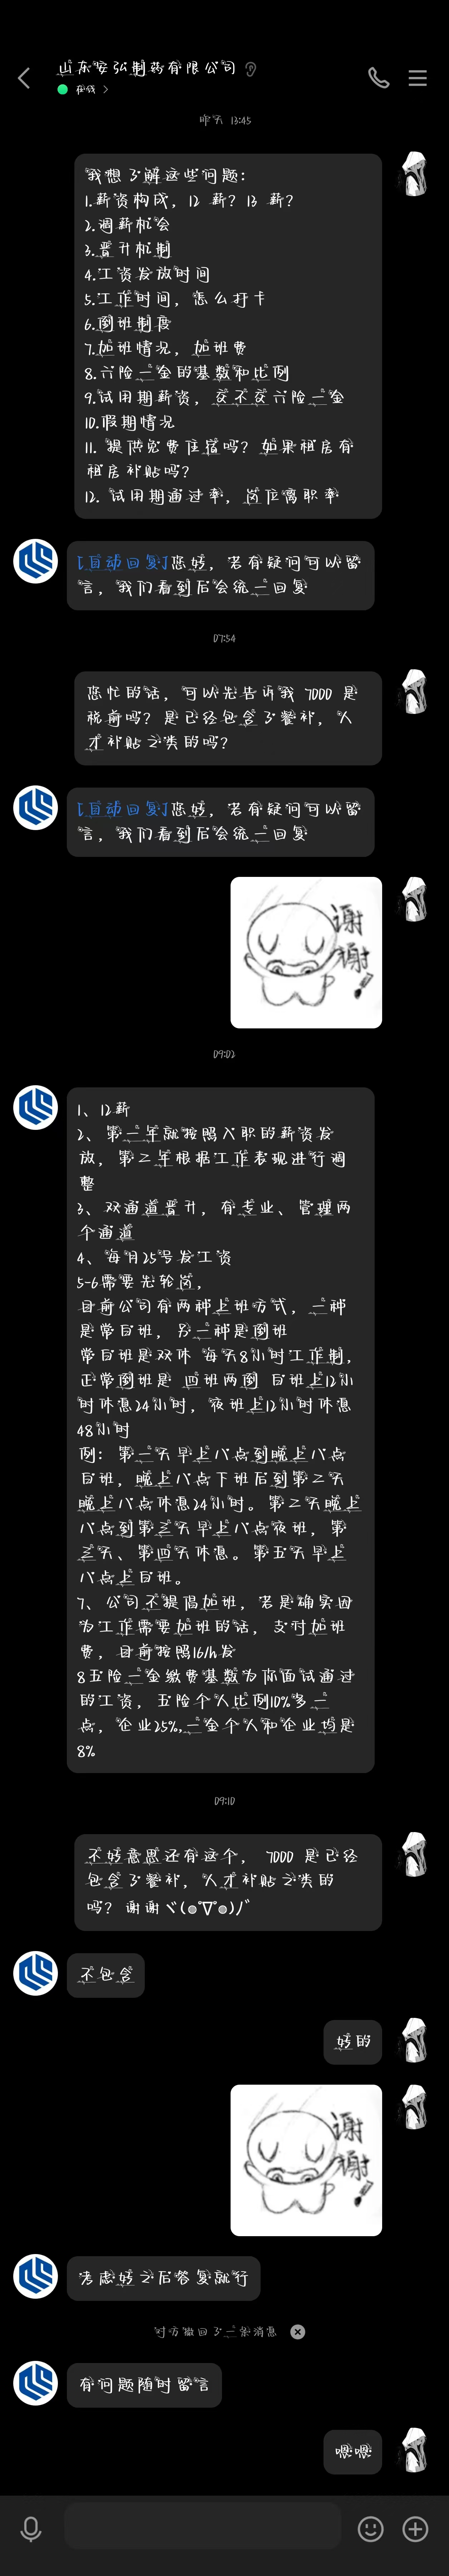 山东安弘制药有限公司
在线
昨天 13:45
我想了解这些问题：
1.薪资构成，12 薪？13 薪？
2.调薪机会
3.晋升机制
4.工资发放时间
5.工作时间，怎么打卡
6.倒班制度
7.加班情况，加班费
8.六险一金的基数和比例
9.试用期薪资，交不交六险一金
10.假期情况
11. 提供免费住宿吗？如果租房有
租房补贴吗？
12. 试用期通过率，岗位离职率
[自动回复]您好，若有疑问可以留
言，我们看到后会统一回复
07:54
您忙的话，可以先告诉我 7000 是
税前吗？是已经包含了餐补，人
才补贴之类的吗？
[自动回复]您好，若有疑问可以留
言，我们看到后会统一回复
谢
谢！
09:02
1、12薪
2、第一年就按照入职的薪资发
放，第二年根据工作表现进行调
整
3、双通道晋升，有专业、管理两
个通道
4、每月25号发工资
5-6需要先轮岗，
目前公司有两种上班方式，一种
是常白班，另一种是倒班
常白班是双休 每天8小时工作制，
正常倒班是 四班两倒 白班上12小
时休息24小时，夜班上12小时休息
48小时
例：第一天早上八点到晚上八点
白班，晚上八点下班后到第二天
晚上八点休息24小时。第二天晚上
八点到第三天早上八点夜班，第
三天、第四天休息。第五天早上
八点上白班。
7、公司不提倡加班，若是确实因
为工作需要加班的话，支付加班
费，目前按照16/h发
8五险一金缴费基数为你面试通过
的工资，五险个人比例10%多一
点，企业25%,一金个人和企业均是
8%
09:10
不好意思还有这个， 7000 是已经
包含了餐补，人才补贴之类的
吗？谢谢ヾ(๑╹∇╹๑)ﾉ"
不包含
好的
谢
谢！
考虑好之后答复就行
对方撤回了一条消息
有问题随时留言
嗯嗯